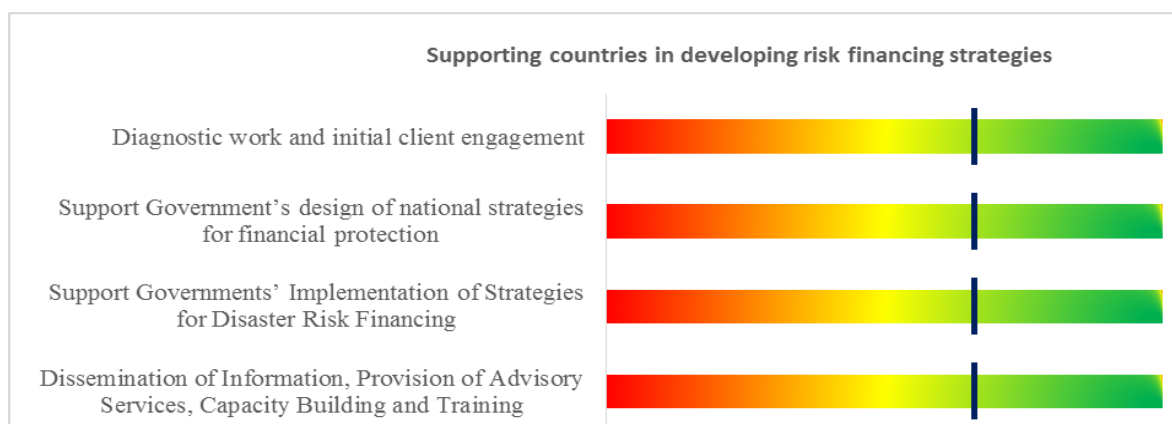 Supporting countries in developing risk financing strategies
Diagnostic work and initial client engagement
Support Government’s design of national strategies
for financial protection
Support Governments’ Implementation of Strategies
for Disaster Risk Financing
Dissemination of Information, Provision of Advisory
Services, Capacity Building and Training